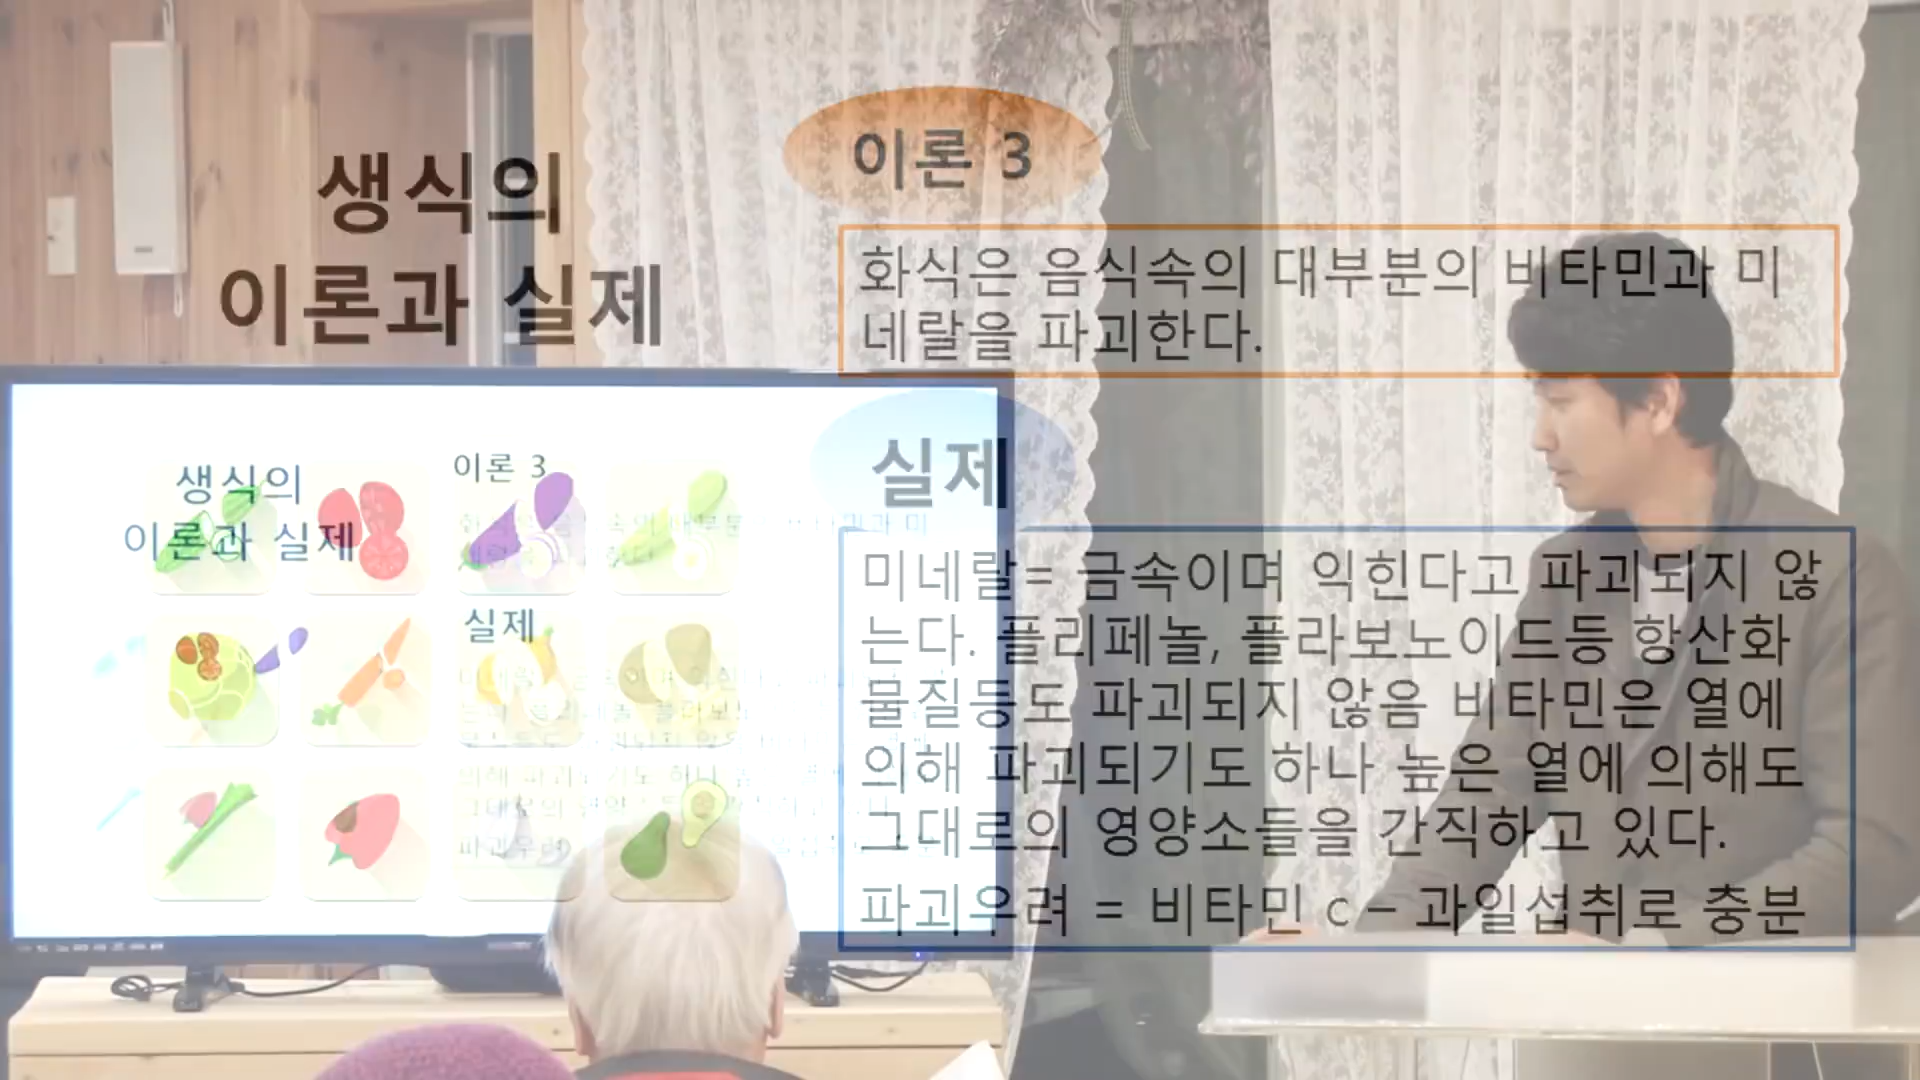 생식의
이론과 실제
이론 3
화식은 음식속의 대부분의 비타민과 미
네랄을 파괴한다.
실제
미네랄= 금속이며 익힌다고 파괴되지 않
는다. 플리페놀, 플라보노이드등 항산화
물질등도 파괴되지 않음 비타민은 열에
의해 파괴되기도 하나 높은 열에 의해도
그대로의 영양소들을 간직하고 있다.
파괴우려 = 비타민 c – 과일섭취로 충분
생식의
이론과 실제
이론 3
실제